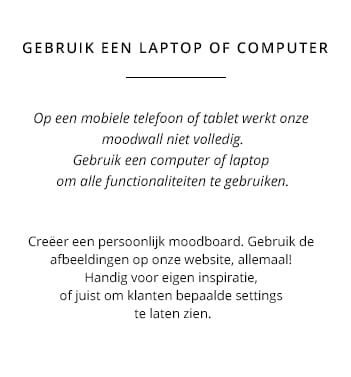 GEBRUIK EEN LAPTOP OF COMPUTER
Op een mobiele telefoon of tablet werkt onze
moodwall niet volledig.
Gebruik een computer of laptop
om alle functionaliteiten te gebruiken.
Creëer een persoonlijk moodboard. Gebruik de
afbeeldingen op onze website, allemaal!
Handig voor eigen inspiratie,
of juist om klanten bepaalde settings
te laten zien.